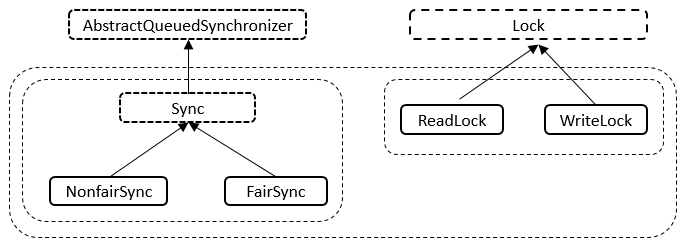 AbstractQueuedSynchronizer
Lock
Sync
ReadLock
WriteLock
NonfairSync
FairSync